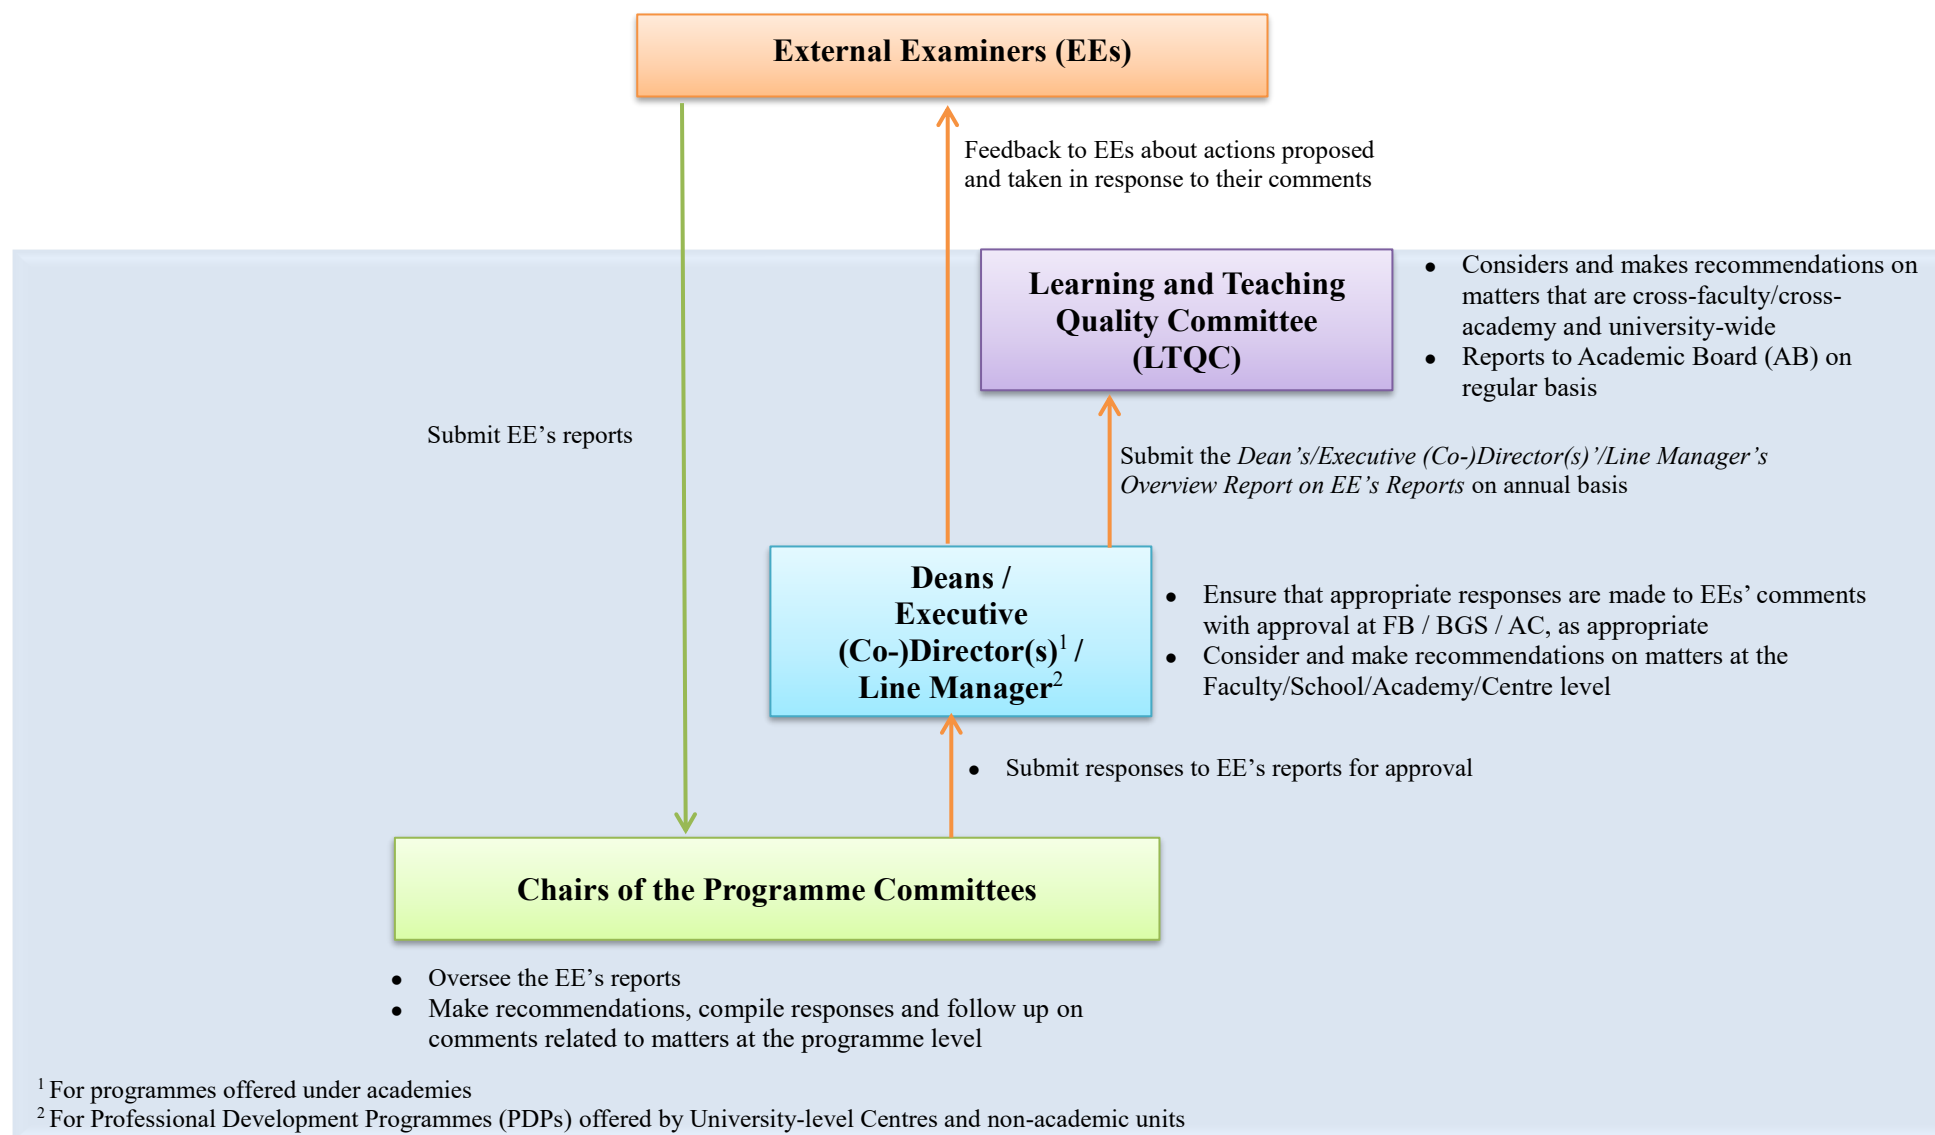 External Examiners (EEs)
Feedback to EEs about actions proposed
and taken in response to their comments
Learning and Teaching
Quality Committee
(LTQC)
● Considers and makes recommendations on
matters that are cross-faculty/cross-
academy and university-wide
● Reports to Academic Board (AB) on
regular basis
Submit EE’s reports
Submit the Dean’s/Executive (Co-)Director(s)’/Line Manager’s
Overview Report on EE’s Reports on annual basis
Deans /
Executive
(Co-)Director(s)¹ /
Line Manager²
● Ensure that appropriate responses are made to EEs’ comments
with approval at FB / BGS / AC, as appropriate
● Consider and make recommendations on matters at the
Faculty/School/Academy/Centre level
● Submit responses to EE’s reports for approval
Chairs of the Programme Committees
● Oversee the EE’s reports
● Make recommendations, compile responses and follow up on
comments related to matters at the programme level
¹ For programmes offered under academies
² For Professional Development Programmes (PDPs) offered by University-level Centres and non-academic units